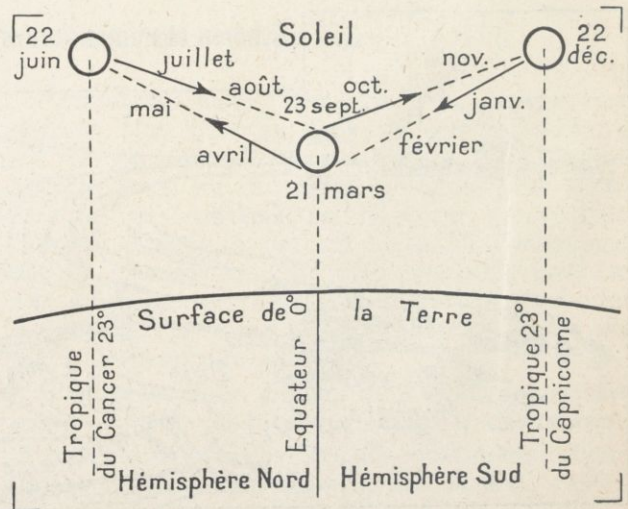 Soleil
22
juin
juillet
août
mai
avril
23 sept.
21 mars
oct.
nov.
22
déc.
janv.
février
Surface de la Terre
0°
Tropique
du Cancer 23°
Equateur
Tropique 23°
du Capricorne
Hémisphère Nord
Hémisphère Sud